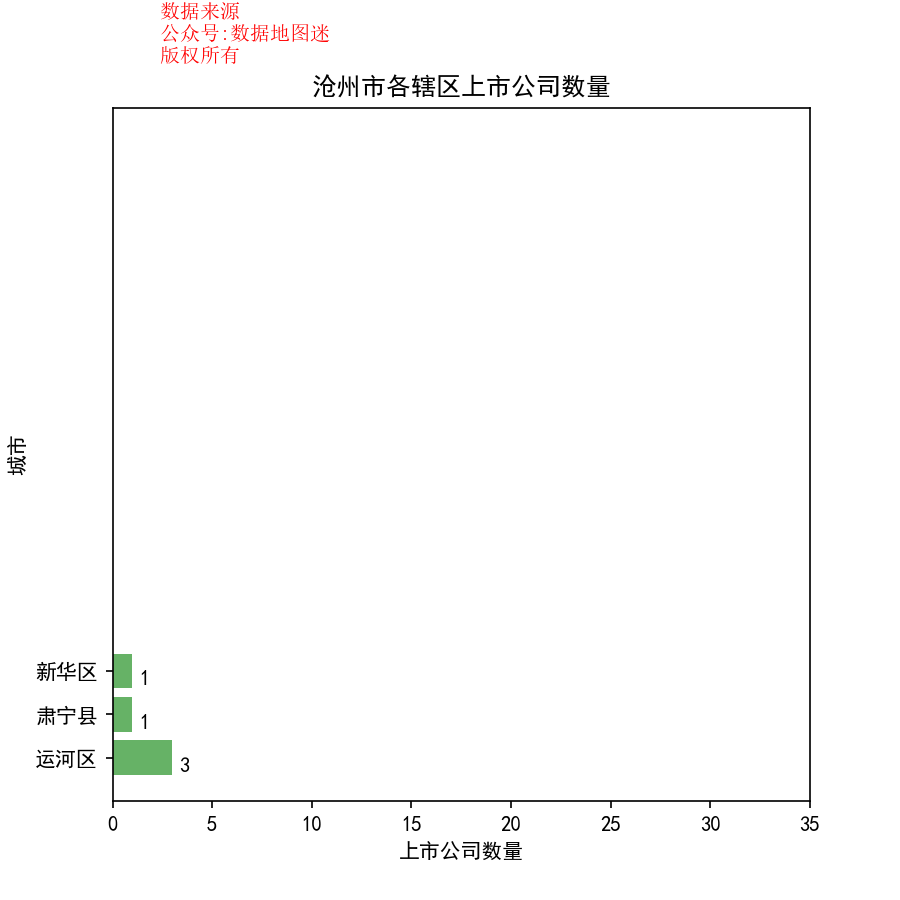 数据来源
公众号:数据地图迷
版权所有
沧州市各辖区上市公司数量
城市
新华区
1
肃宁县
1
运河区
3
0 5 10 15 20 25 30 35
上市公司数量